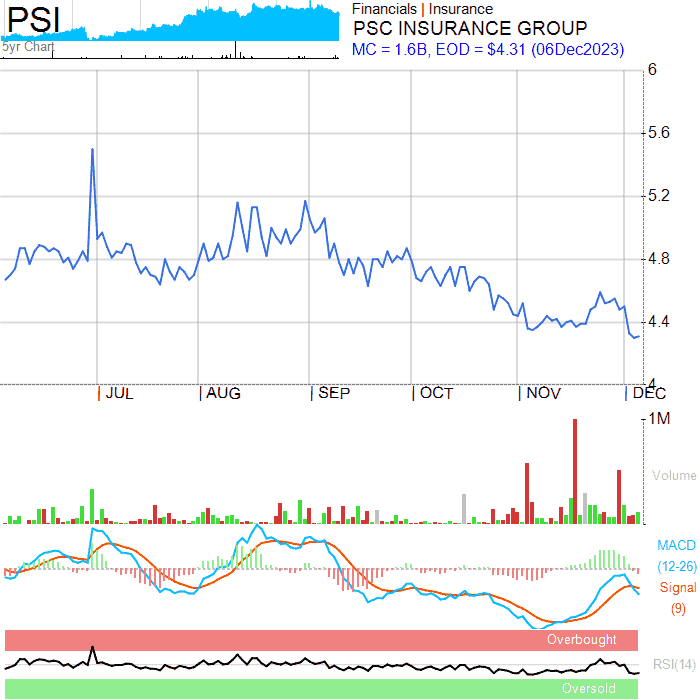 PSI
5yr Chart
Financials | Insurance
PSC INSURANCE GROUP
MC = 1.6B, EOD = $4.31 (06Dec2023)
6
5.6
5.2
4.8
4.4
4
JUL AUG SEP OCT NOV DEC
1M
Volume
MACD
(12-26)
Signal
(9)
Overbought
RSI(14)
Oversold